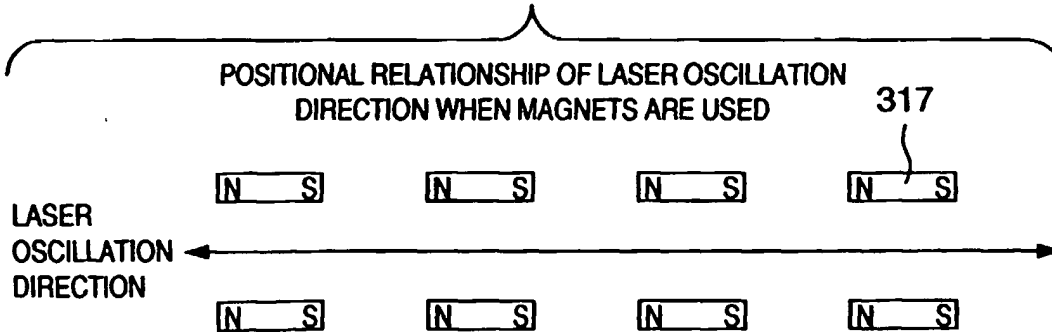 POSITIONAL RELATIONSHIP OF LASER OSCILLATION
DIRECTION WHEN MAGNETS ARE USED
317
N S N S N S N S
LASER
OSCILLATION
DIRECTION
N S N S N S N S